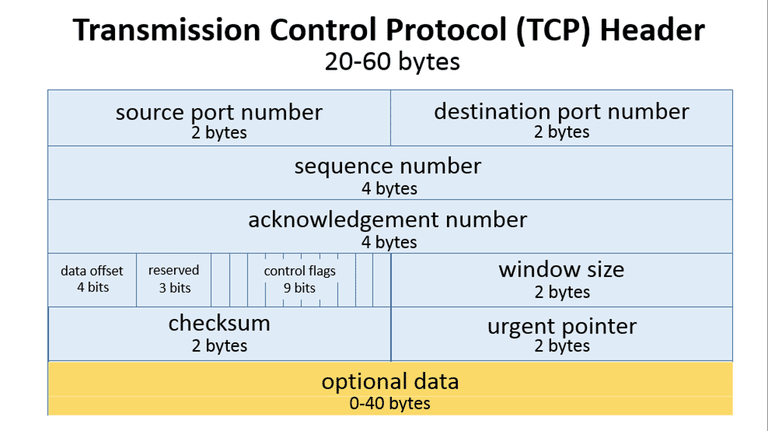 Transmission Control Protocol (TCP) Header
20-60 bytes
source port number
2 bytes
destination port number
2 bytes
sequence number
4 bytes
acknowledgement number
4 bytes
data offset
4 bits
reserved
3 bits
control flags
9 bits
window size
2 bytes
checksum
2 bytes
urgent pointer
2 bytes
optional data
0-40 bytes